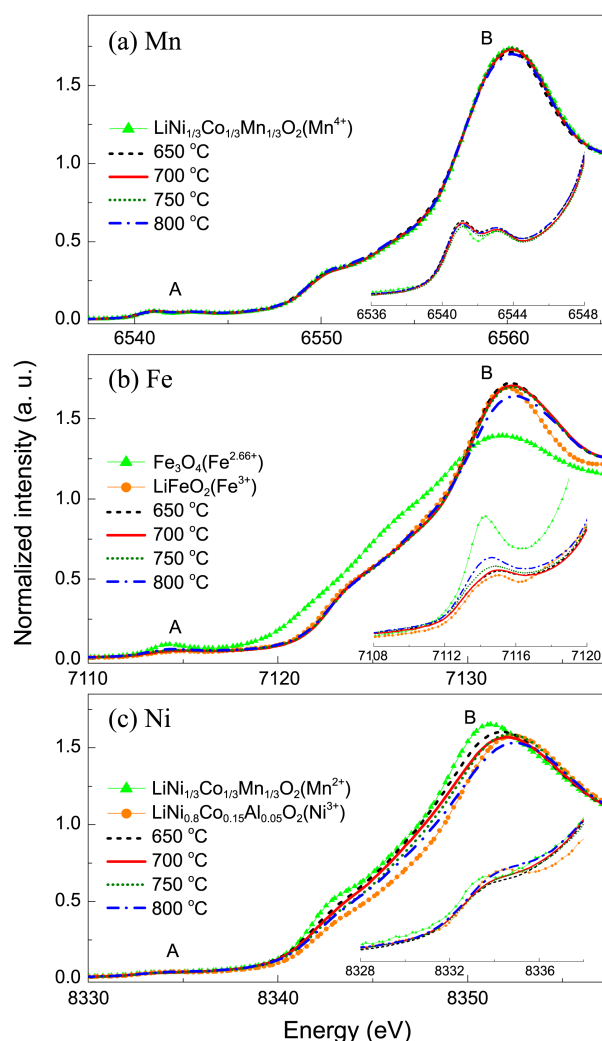 (a) Mn
B
1.5
LiNi1/3Co1/3Mn1/3O2(Mn4+)
650 °C
1.0
700 °C
750 °C
800 °C
0.5
A
6536 6540 6544 6548
0.0
6540 6550 6560
(b) Fe
B
1.5
Fe3O4(Fe2.66+)
LiFeO2(Fe3+)
650 °C
1.0
700 °C
750 °C
800 °C
0.5
A
7108 7112 7116 7120
0.0
7110 7120 7130
(c) Ni
B
1.5
LiNi1/3Co1/3Mn1/3O2(Mn2+)
LiNi0.8Co0.15Al0.05O2(Ni3+)
1.0
650 °C
700 °C
750 °C
0.5
800 °C
A
8328 8332 8336
0.0
8330 8340 8350
Energy (eV)
Normalized intensity (a. u.)